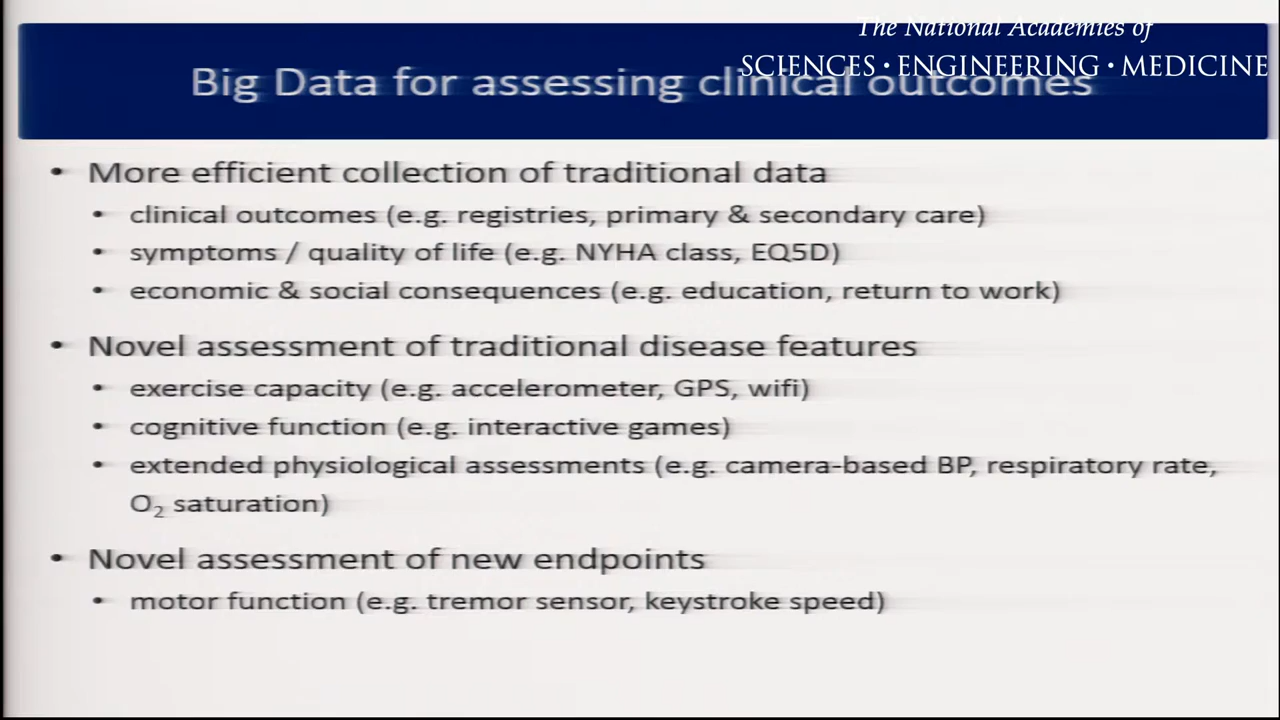 The National Academies of
SCIENCES • ENGINEERING • MEDICINE
Big Data for assessing clinical outcomes
• More efficient collection of traditional data
• clinical outcomes (e.g. registries, primary & secondary care)
• symptoms / quality of life (e.g. NYHA class, EQ5D)
• economic & social consequences (e.g. education, return to work)
• Novel assessment of traditional disease features
• exercise capacity (e.g. accelerometer, GPS, wifi)
• cognitive function (e.g. interactive games)
• extended physiological assessments (e.g. camera-based BP, respiratory rate,
O₂ saturation)
• Novel assessment of new endpoints
• motor function (e.g. tremor sensor, keystroke speed)